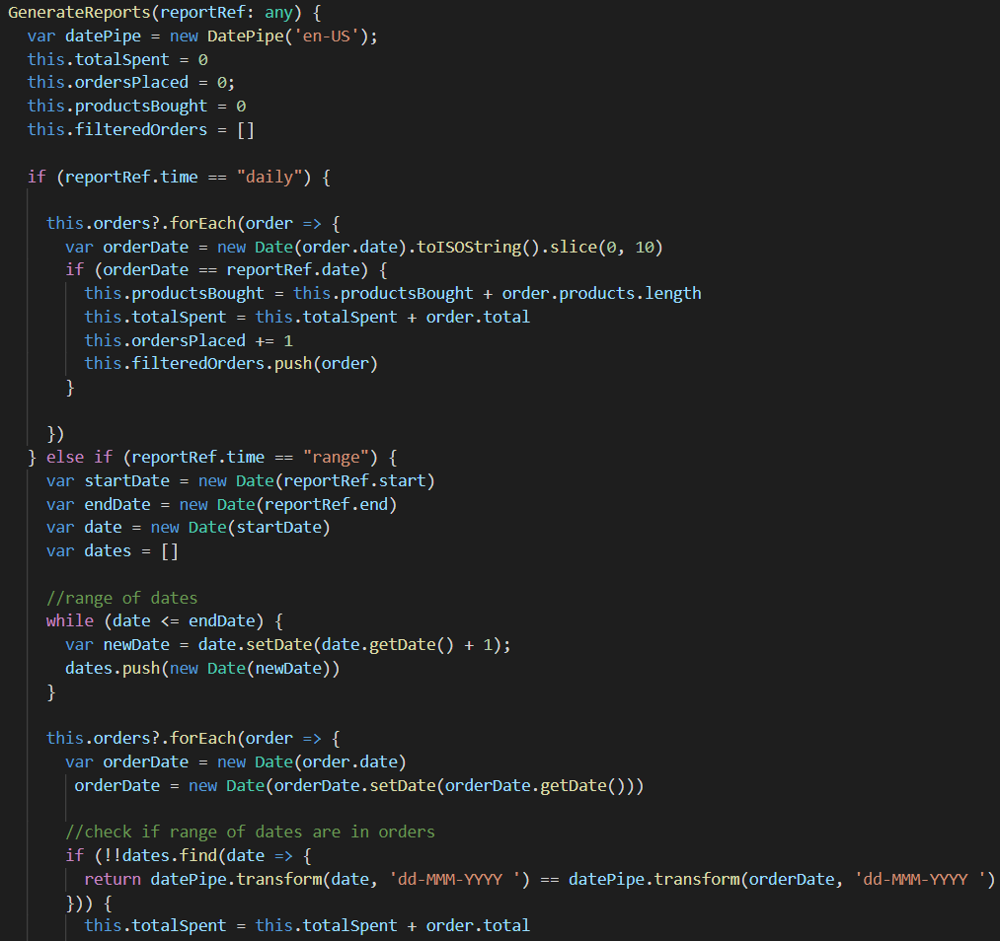 GenerateReports(reportRef: any) {
  var datePipe = new DatePipe('en-US');
  this.totalSpent = 0
  this.ordersPlaced = 0;
  this.productsBought = 0
  this.filteredOrders = []

  if (reportRef.time == "daily") {

    this.orders?.forEach(order => {
      var orderDate = new Date(order.date).toISOString().slice(0, 10)
      if (orderDate == reportRef.date) {
        this.productsBought = this.productsBought + order.products.length
        this.totalSpent = this.totalSpent + order.total
        this.ordersPlaced += 1
        this.filteredOrders.push(order)
      }

    })
  } else if (reportRef.time == "range") {
    var startDate = new Date(reportRef.start)
    var endDate = new Date(reportRef.end)
    var date = new Date(startDate)
    var dates = []

    //range of dates
    while (date <= endDate) {
      var newDate = date.setDate(date.getDate() + 1);
      dates.push(new Date(newDate))
    }

    this.orders?.forEach(order => {
      var orderDate = new Date(order.date)
       orderDate = new Date(orderDate.setDate(orderDate.getDate()))

      //check if range of dates are in orders
      if (!!dates.find(date => {
        return datePipe.transform(date, 'dd-MMM-YYYY ') == datePipe.transform(orderDate, 'dd-MMM-YYYY ')
      })) {
        this.totalSpent = this.totalSpent + order.total